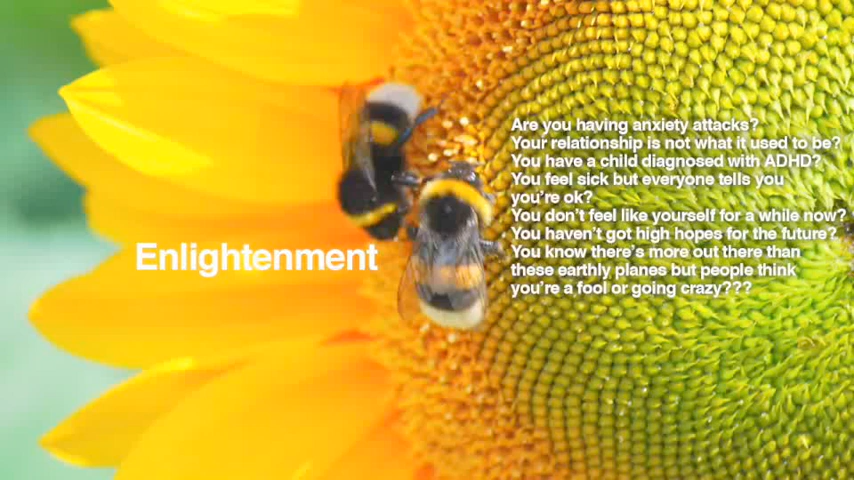 Enlightenment
Are you having anxiety attacks?
Your relationship is not what it used to be?
You have a child diagnosed with ADHD?
You feel sick but everyone tells you
you're ok?
You don't feel like yourself for a while now?
You haven't got high hopes for the future?
You know there's more out there than
these earthly planes but people think
you're a fool or going crazy???